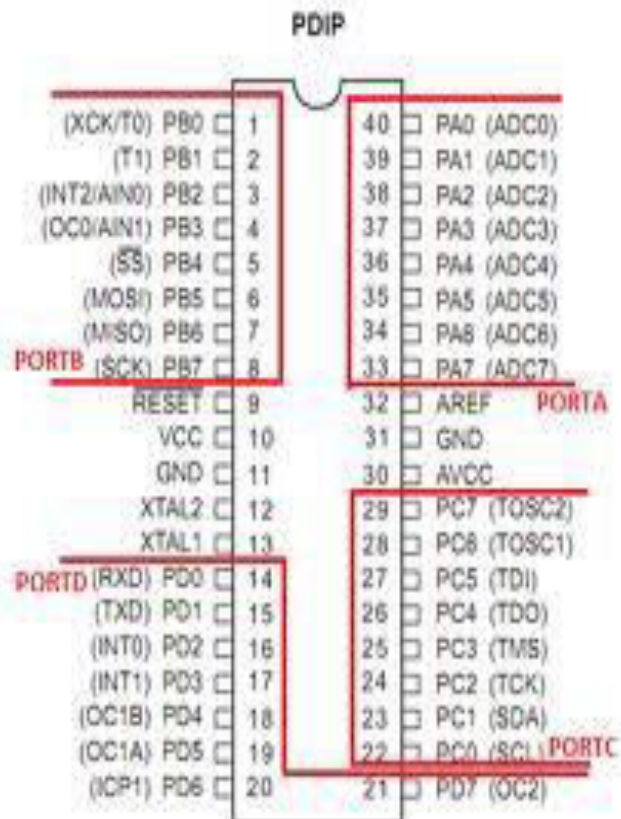 PDIP
(XCK/T0) PB0 1 40 PA0 (ADC0)
(T1) PB1 2 39 PA1 (ADC1)
(INT2/AIN0) PB2 3 38 PA2 (ADC2)
(OC0/AIN1) PB3 4 37 PA3 (ADC3)
(SS) PB4 5 36 PA4 (ADC4)
(MOSI) PB5 6 35 PA5 (ADC5)
(MISO) PB6 7 34 PA6 (ADC6)
PORTB (SCK) PB7 8 33 PA7 (ADC7)
RESET 9 32 AREF PORTA
VCC 10 31 GND
GND 11 30 AVCC
XTAL2 12 29 PC7 (TOSC2)
XTAL1 13 28 PC6 (TOSC1)
PORTD (RXD) PD0 14 27 PC5 (TDI)
(TXD) PD1 15 26 PC4 (TDO)
(INT0) PD2 16 25 PC3 (TMS)
(INT1) PD3 17 24 PC2 (TCK)
(OC1B) PD4 18 23 PC1 (SDA)
(OC1A) PD5 19 22 PC0 (SCL) PORTC
(ICP1) PD6 20 21 PD7 (OC2)